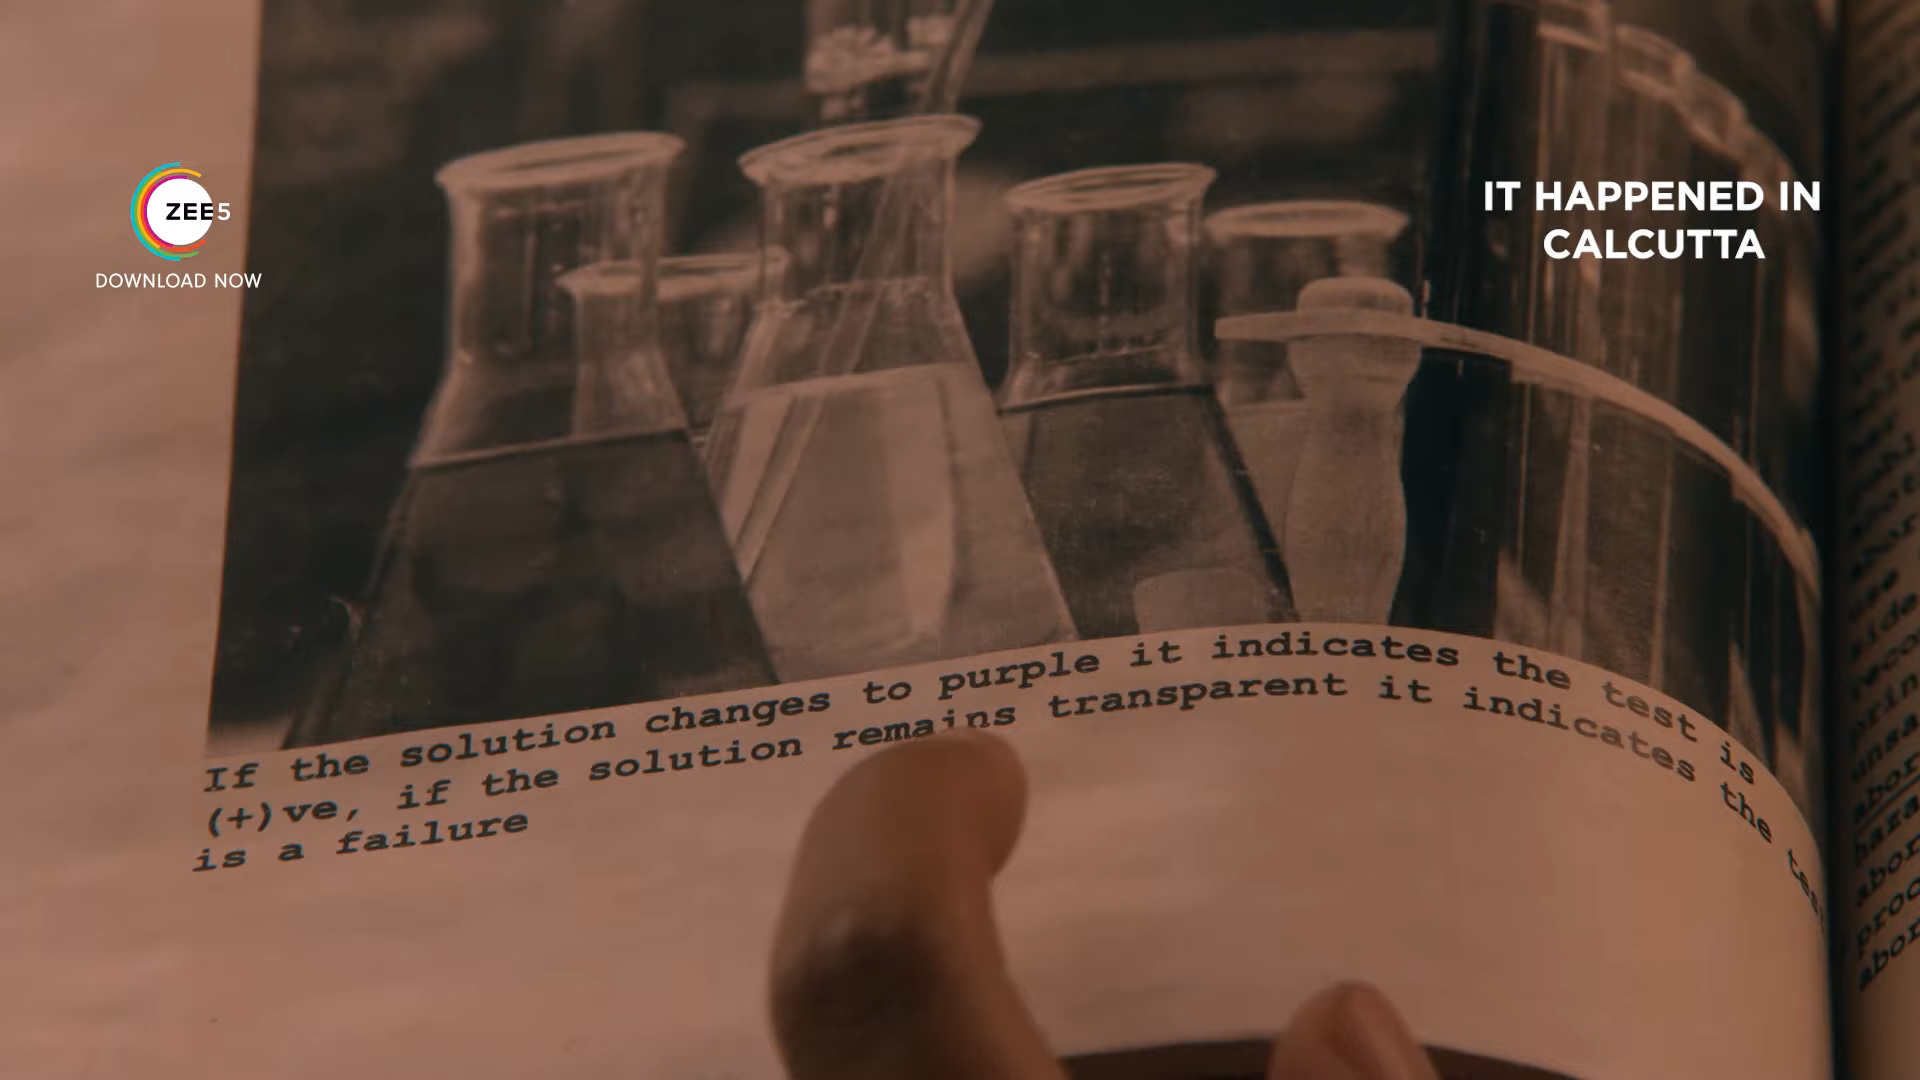 ZEE5
DOWNLOAD NOW
IT HAPPENED IN
CALCUTTA
If the solution changes to purple it indicates the test is
(+)ve, if the solution remains transparent it indicates the test
is a failure